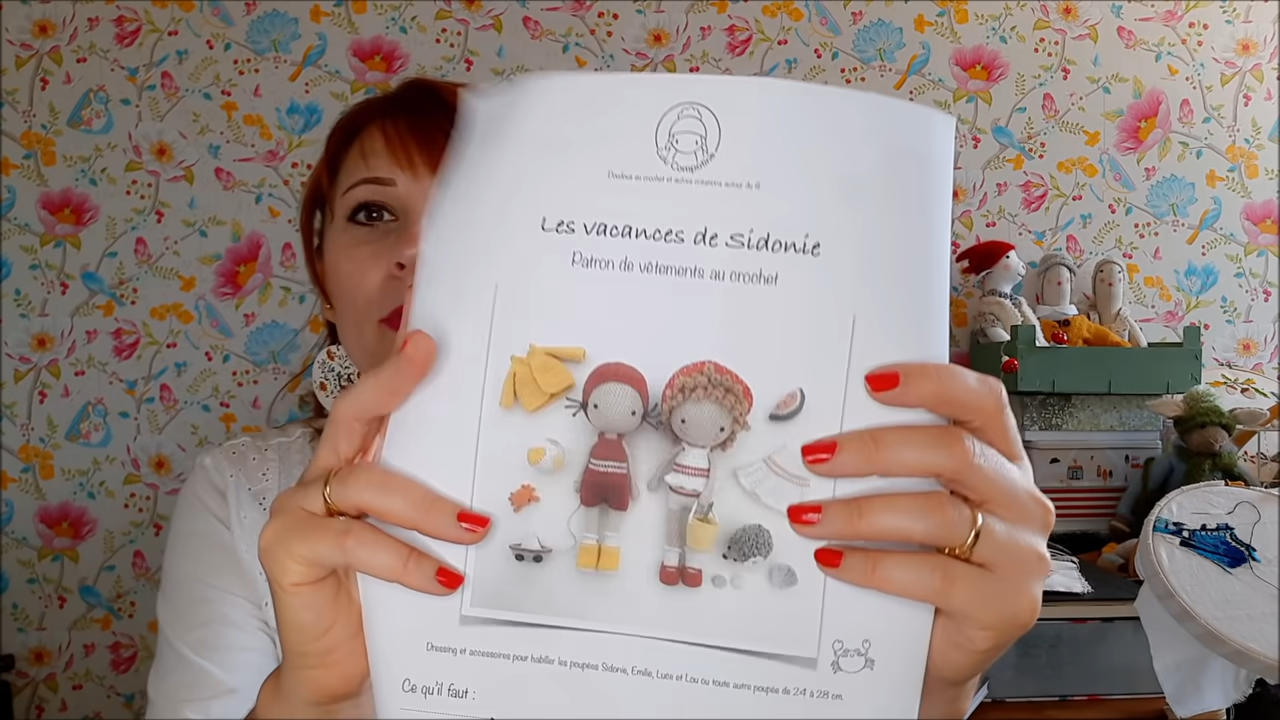 Compotine
Doudous au crochet et autres créations autour du fil
Les vacances de Sidonie
Patron de vêtements au crochet
Dressing et accessoires pour habiller les poupées Sidonie, Emilie, Luce et Lou ou toute autre poupée de 24 à 28 cm.
Ce qu'il faut :